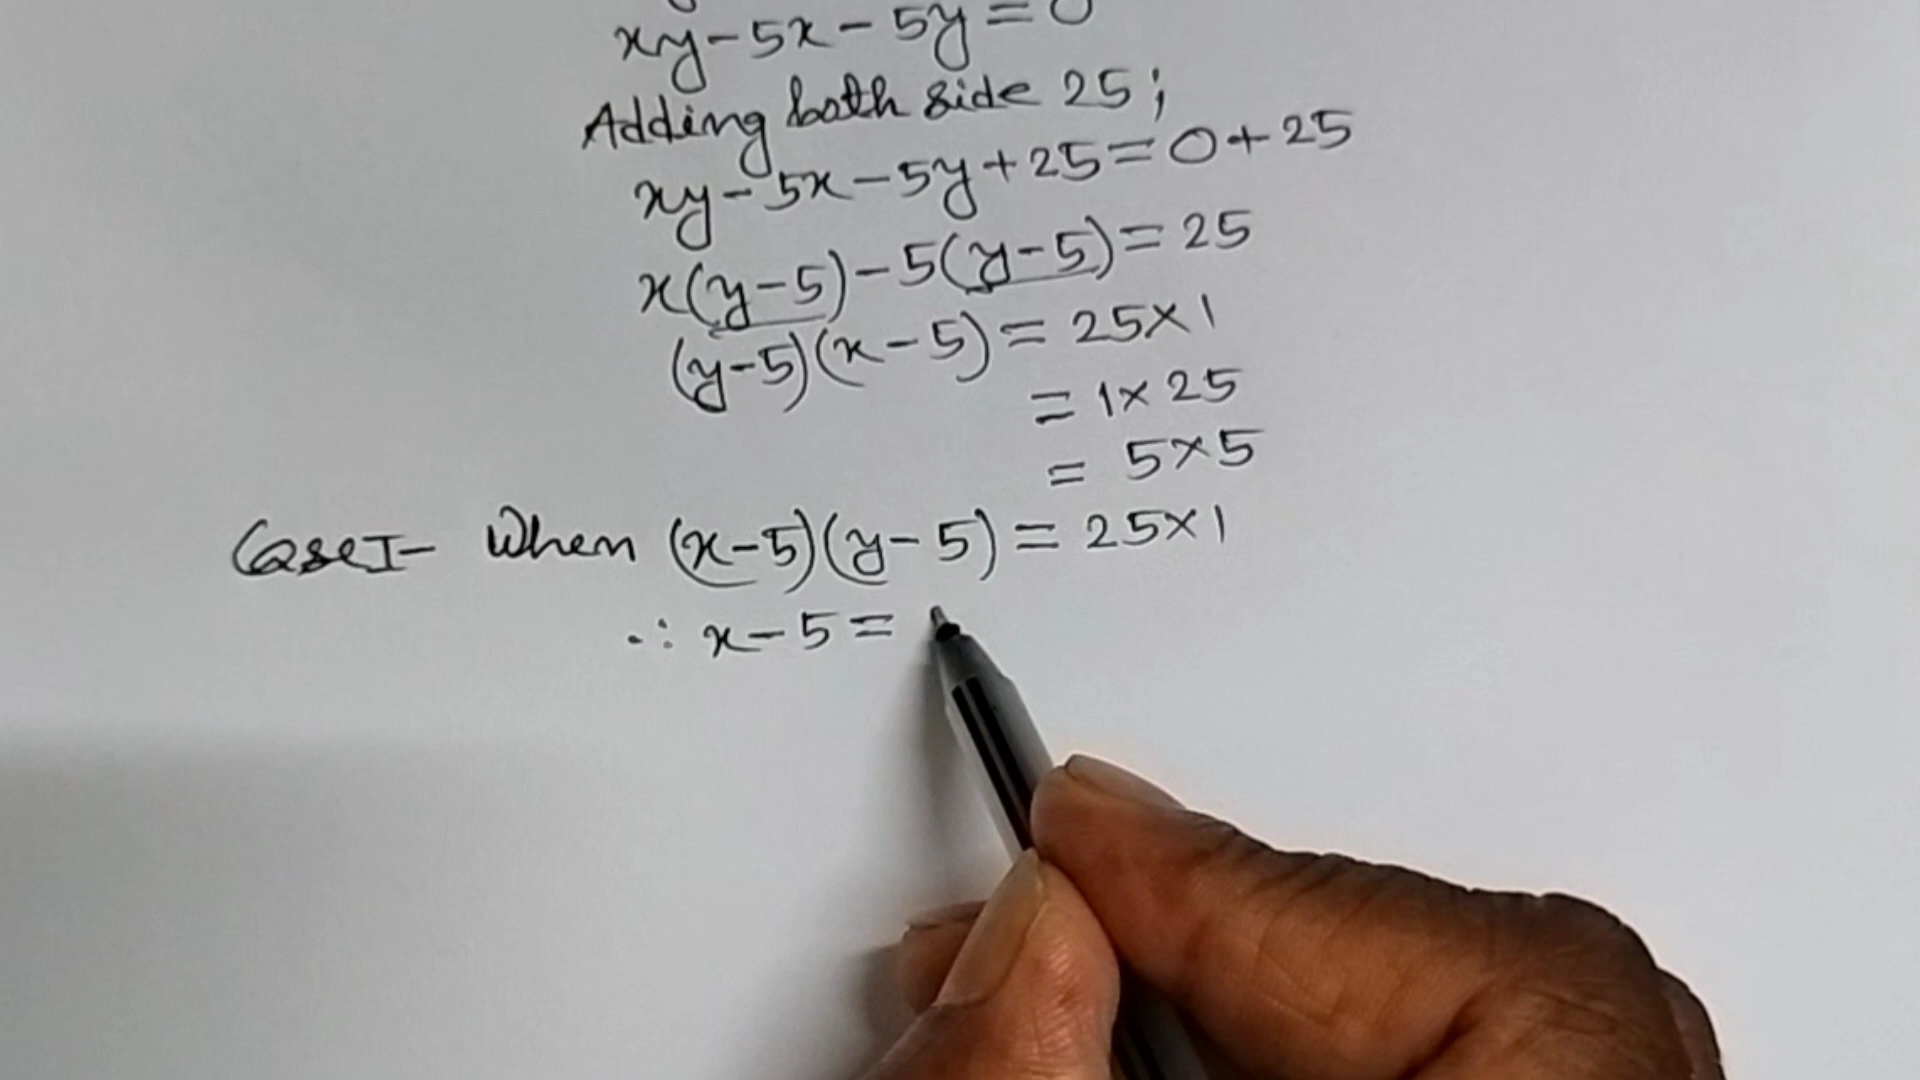 xy-5x-5y=0
Adding both side 25;
xy-5x-5y+25=0+25
x(y-5)-5(y-5)=25
(y-5)(x-5)=25×1
=1×25
=5×5
Case I- When (x-5)(y-5)=25×1
∴ x-5=